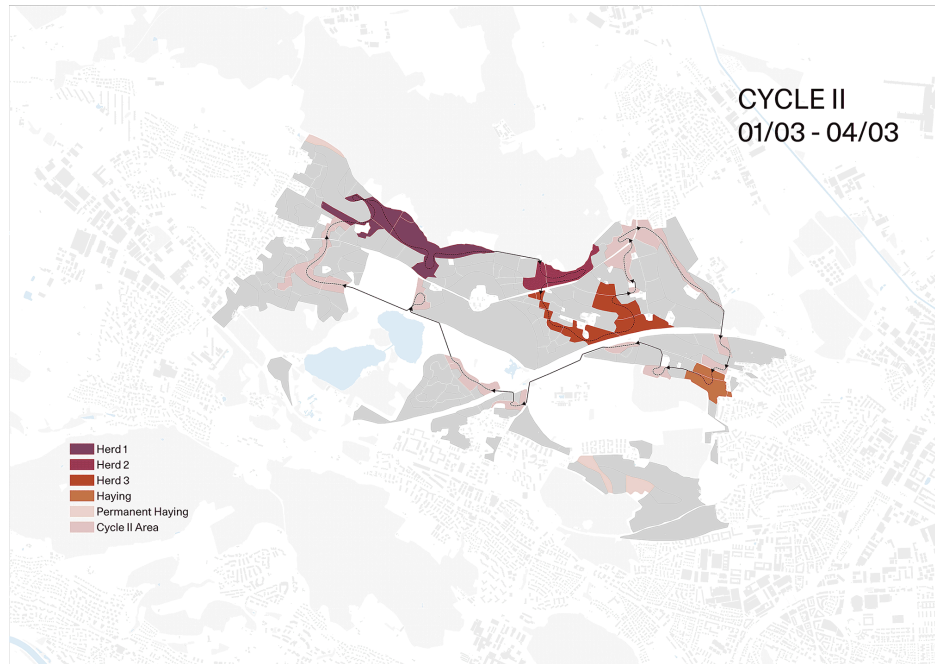 CYCLE II
01/03 - 04/03
Herd 1
Herd 2
Herd 3
Haying
Permanent Haying
Cycle II Area